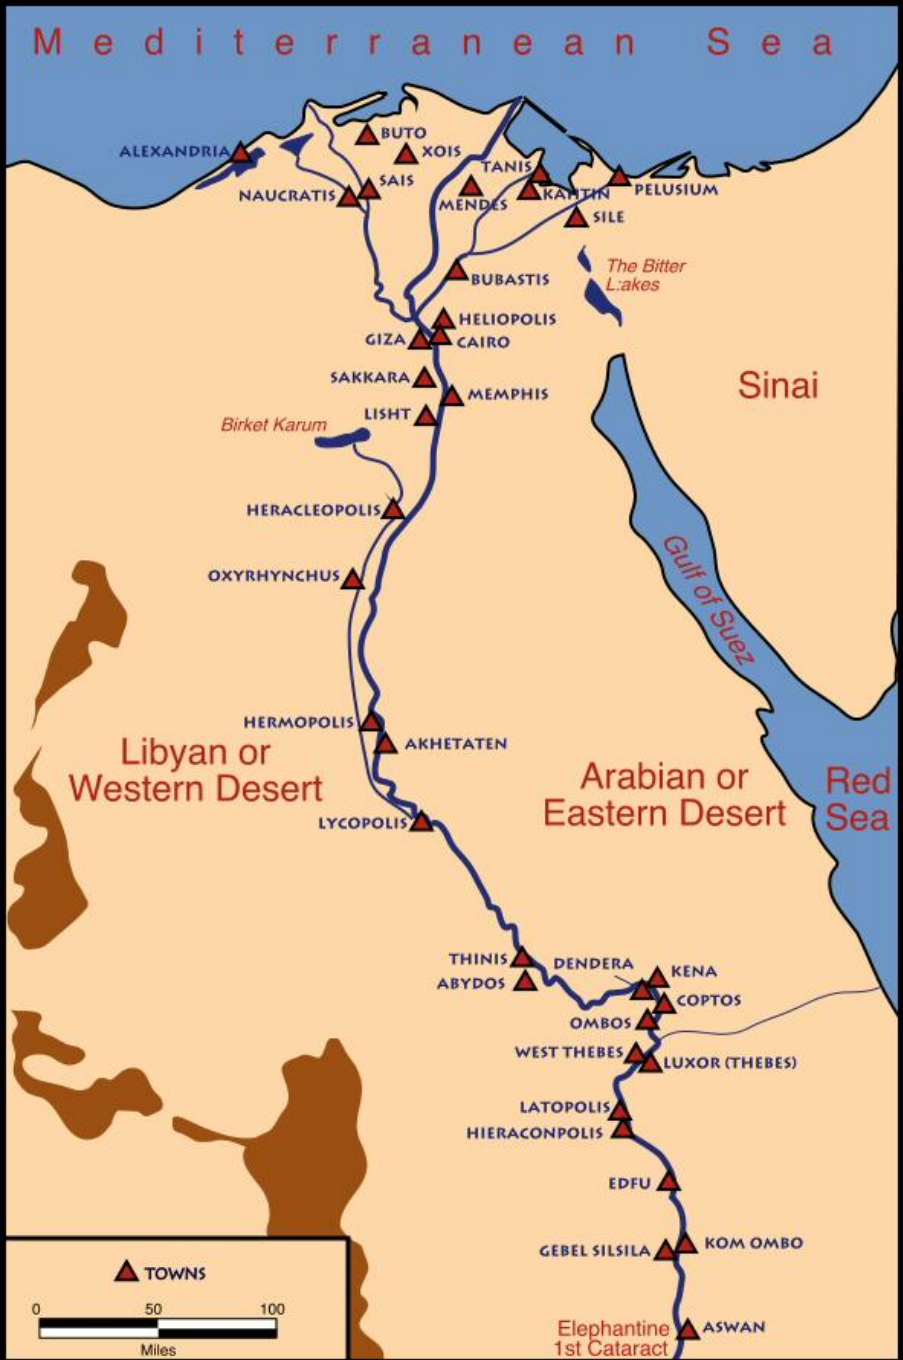 Mediterranean Sea
BUTO
ALEXANDRIA
XOIS
TANIS
SAIS
KANTIN
PELUSIUM
NAUCRATIS
MENDES
SILE
The Bitter
L:akes
BUBASTIS
HELIOPOLIS
GIZA
CAIRO
SAKKARA
Sinai
MEMPHIS
LISHT
Birket Karum
HERACLEOPOLIS
Gulf of Suez
OXYRHYNCHUS
HERMOPOLIS
AKHETATEN
Libyan or
Western Desert
Arabian or
Eastern Desert
Red
Sea
LYCOPOLIS
THINIS
DENDERA
KENA
ABYDOS
COPTOS
OMBOS
WEST THEBES
LUXOR (THEBES)
LATOPOLIS
HIERACONPOLIS
EDFU
KOM OMBO
GEBEL SILSILA
TOWNS
0 50 100
Miles
Elephantine
1st Cataract
ASWAN